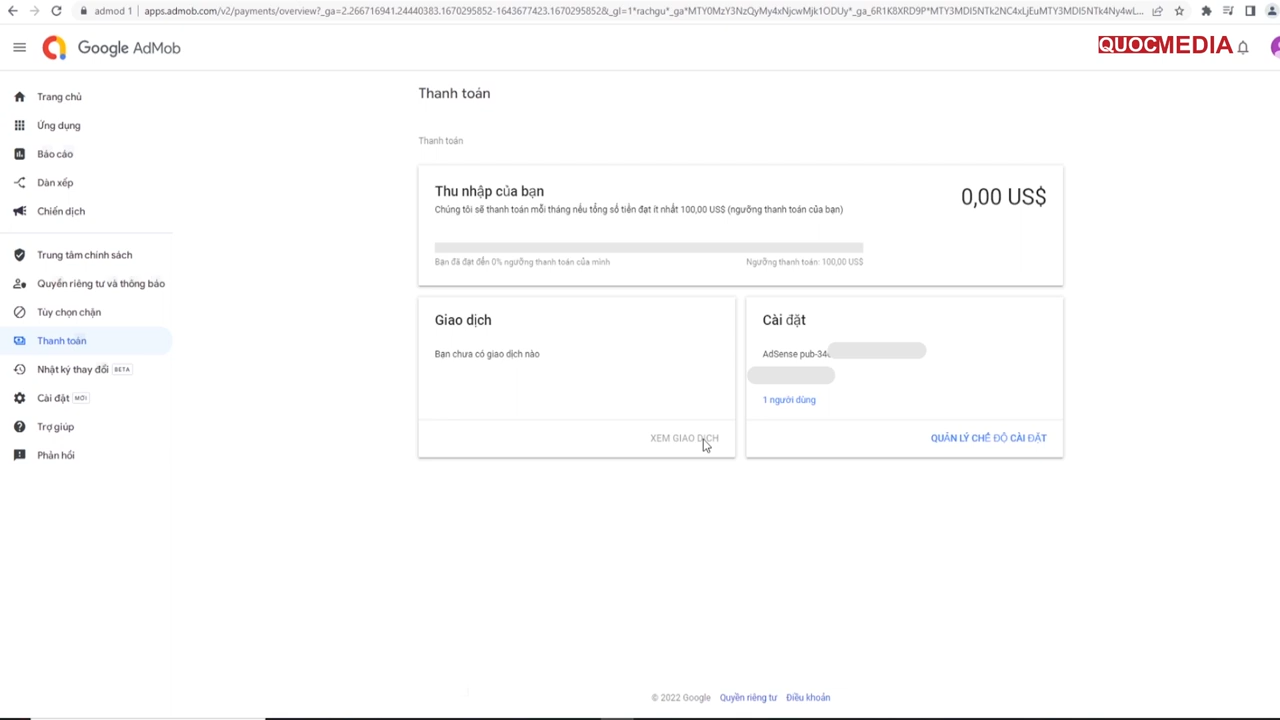 admod 1
apps.admob.com/v2/payments/overview?_ga=2.266716941.24440383.1670295852-1643677423.1670295852&_gl=1*rachgu*_ga*MTY0MzY3NzQyMy4xNjcwMjk1ODUy*_ga_6R1K8XRD9P*MTY3MDI5NTk2NC4xLjEuMTY3MDI5NTk4Ny4wL...
Google AdMob
QUOCMEDIA
Trang chủ
Ứng dụng
Báo cáo
Dàn xếp
Chiến dịch
Trung tâm chính sách
Quyền riêng tư và thông báo
Tùy chọn chặn
Thanh toán
Nhật ký thay đổi BETA
Cài đặt MỚI
Trợ giúp
Phản hồi
Thanh toán
Thanh toán
Thu nhập của bạn
0,00 US$
Chúng tôi sẽ thanh toán mỗi tháng nếu tổng số tiền đạt ít nhất 100,00 US$ (ngưỡng thanh toán của bạn)
Bạn đã đạt đến 0% ngưỡng thanh toán của mình
Ngưỡng thanh toán: 100,00 US$
Giao dịch
Bạn chưa có giao dịch nào
XEM GIAO DỊCH
Cài đặt
AdSense pub-34
1 người dùng
QUẢN LÝ CHẾ ĐỘ CÀI ĐẶT
© 2022 Google Quyền riêng tư Điều khoản